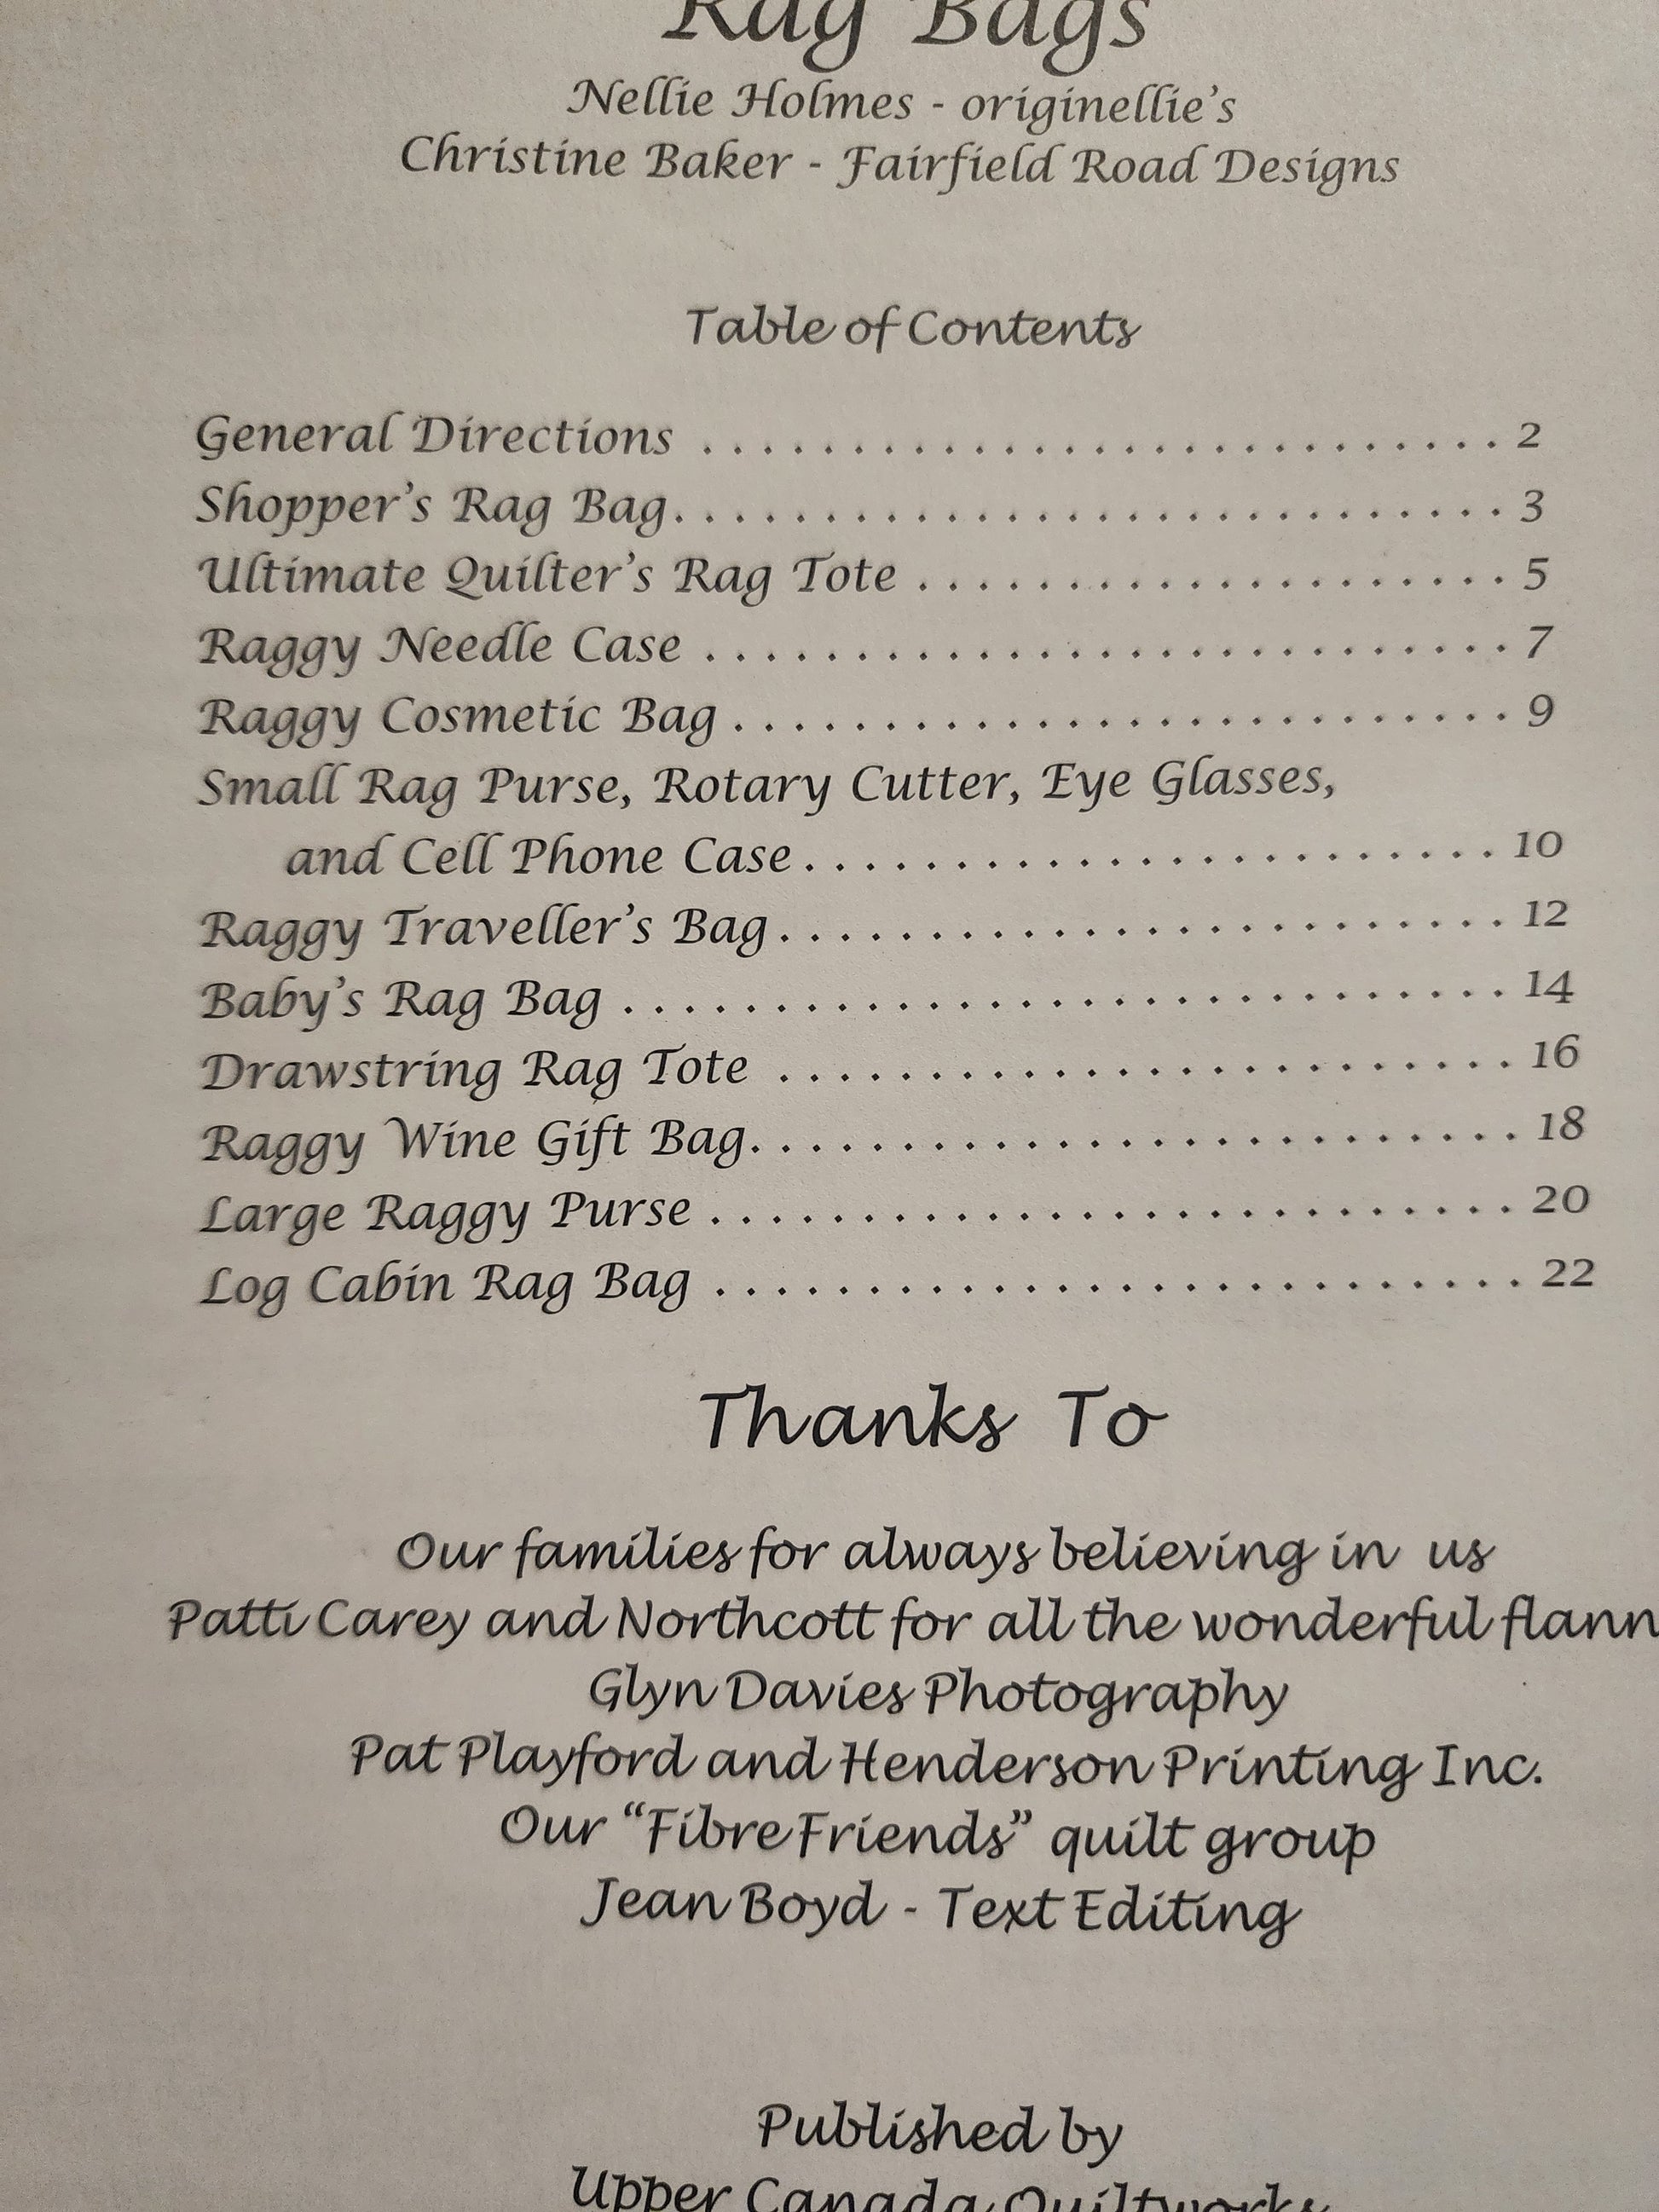 Rag Bags
Nellie Holmes - originellie's
Christine Baker - Fairfield Road Designs
Table of Contents
General Directions . . . . . . . . . . . . . . . . . . . . . . . . . . . 2
Shopper's Rag Bag. . . . . . . . . . . . . . . . . . . . . . . . . . . . 3
Ultimate Quilter's Rag Tote . . . . . . . . . . . . . . . . . . . . 5
Raggy Needle Case . . . . . . . . . . . . . . . . . . . . . . . . . . . 7
Raggy Cosmetic Bag . . . . . . . . . . . . . . . . . . . . . . . . . . 9
Small Rag Purse, Rotary Cutter, Eye Glasses,
and Cell Phone Case . . . . . . . . . . . . . . . . . . . . . . . 10
Raggy Traveller's Bag . . . . . . . . . . . . . . . . . . . . . . . . 12
Baby's Rag Bag . . . . . . . . . . . . . . . . . . . . . . . . . . . . . 14
Drawstring Rag Tote . . . . . . . . . . . . . . . . . . . . . . . . 16
Raggy Wine Gift Bag. . . . . . . . . . . . . . . . . . . . . . . . . . 18
Large Raggy Purse . . . . . . . . . . . . . . . . . . . . . . . . . . . 20
Log Cabin Rag Bag . . . . . . . . . . . . . . . . . . . . . . . . . . . 22
Thanks To
Our families for always believing in us
Patti Carey and Northcott for all the wonderful flann
Glyn Davies Photography
Pat Playford and Henderson Printing Inc.
Our “Fibre Friends” quilt group
Jean Boyd - Text Editing
Published by
Upper Canada Quiltworks